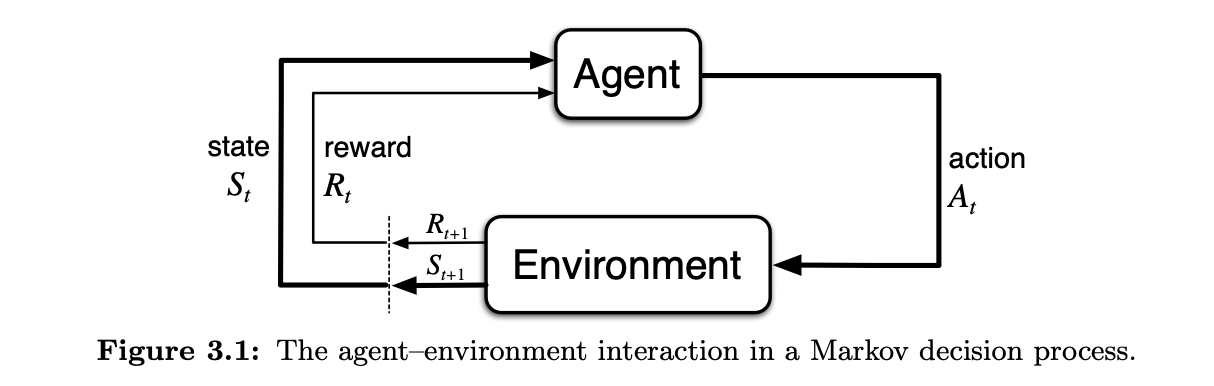 Agent
state
S_t
reward
R_t
action
A_t
R_{t+1}
S_{t+1}
Environment
Figure 3.1: The agent–environment interaction in a Markov decision process.